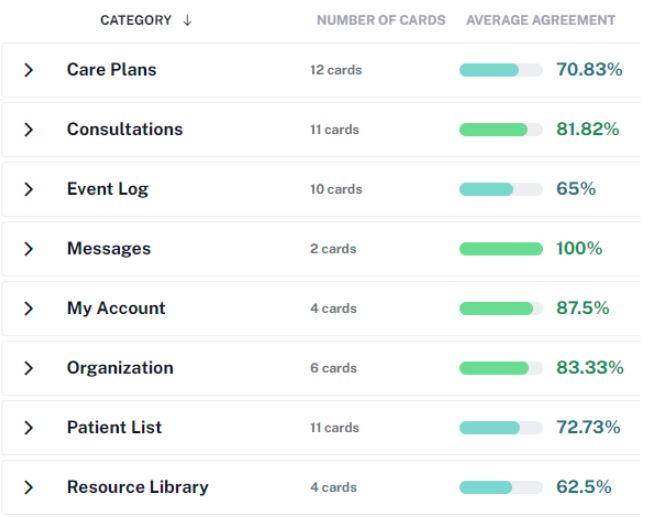 CATEGORY ↓ NUMBER OF CARDS AVERAGE AGREEMENT
Care Plans 12 cards 70.83%
Consultations 11 cards 81.82%
Event Log 10 cards 65%
Messages 2 cards 100%
My Account 4 cards 87.5%
Organization 6 cards 83.33%
Patient List 11 cards 72.73%
Resource Library 4 cards 62.5%